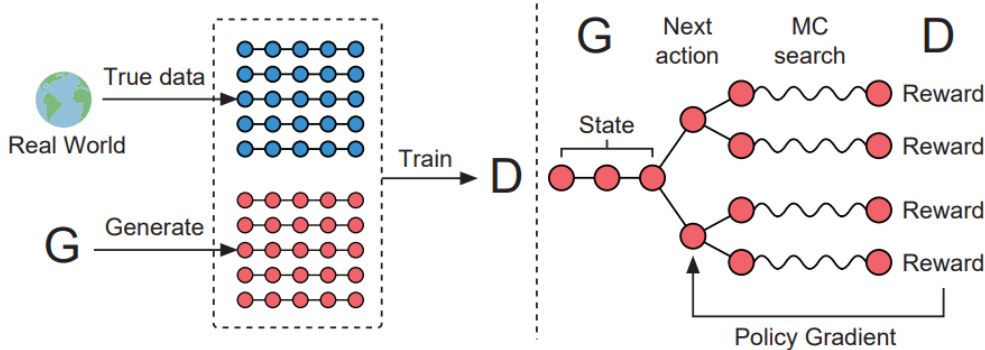 True data
Real World
G
Generate
Train
D
G
Next
action
MC
search
D
State
Reward
Reward
Reward
Reward
Policy Gradient